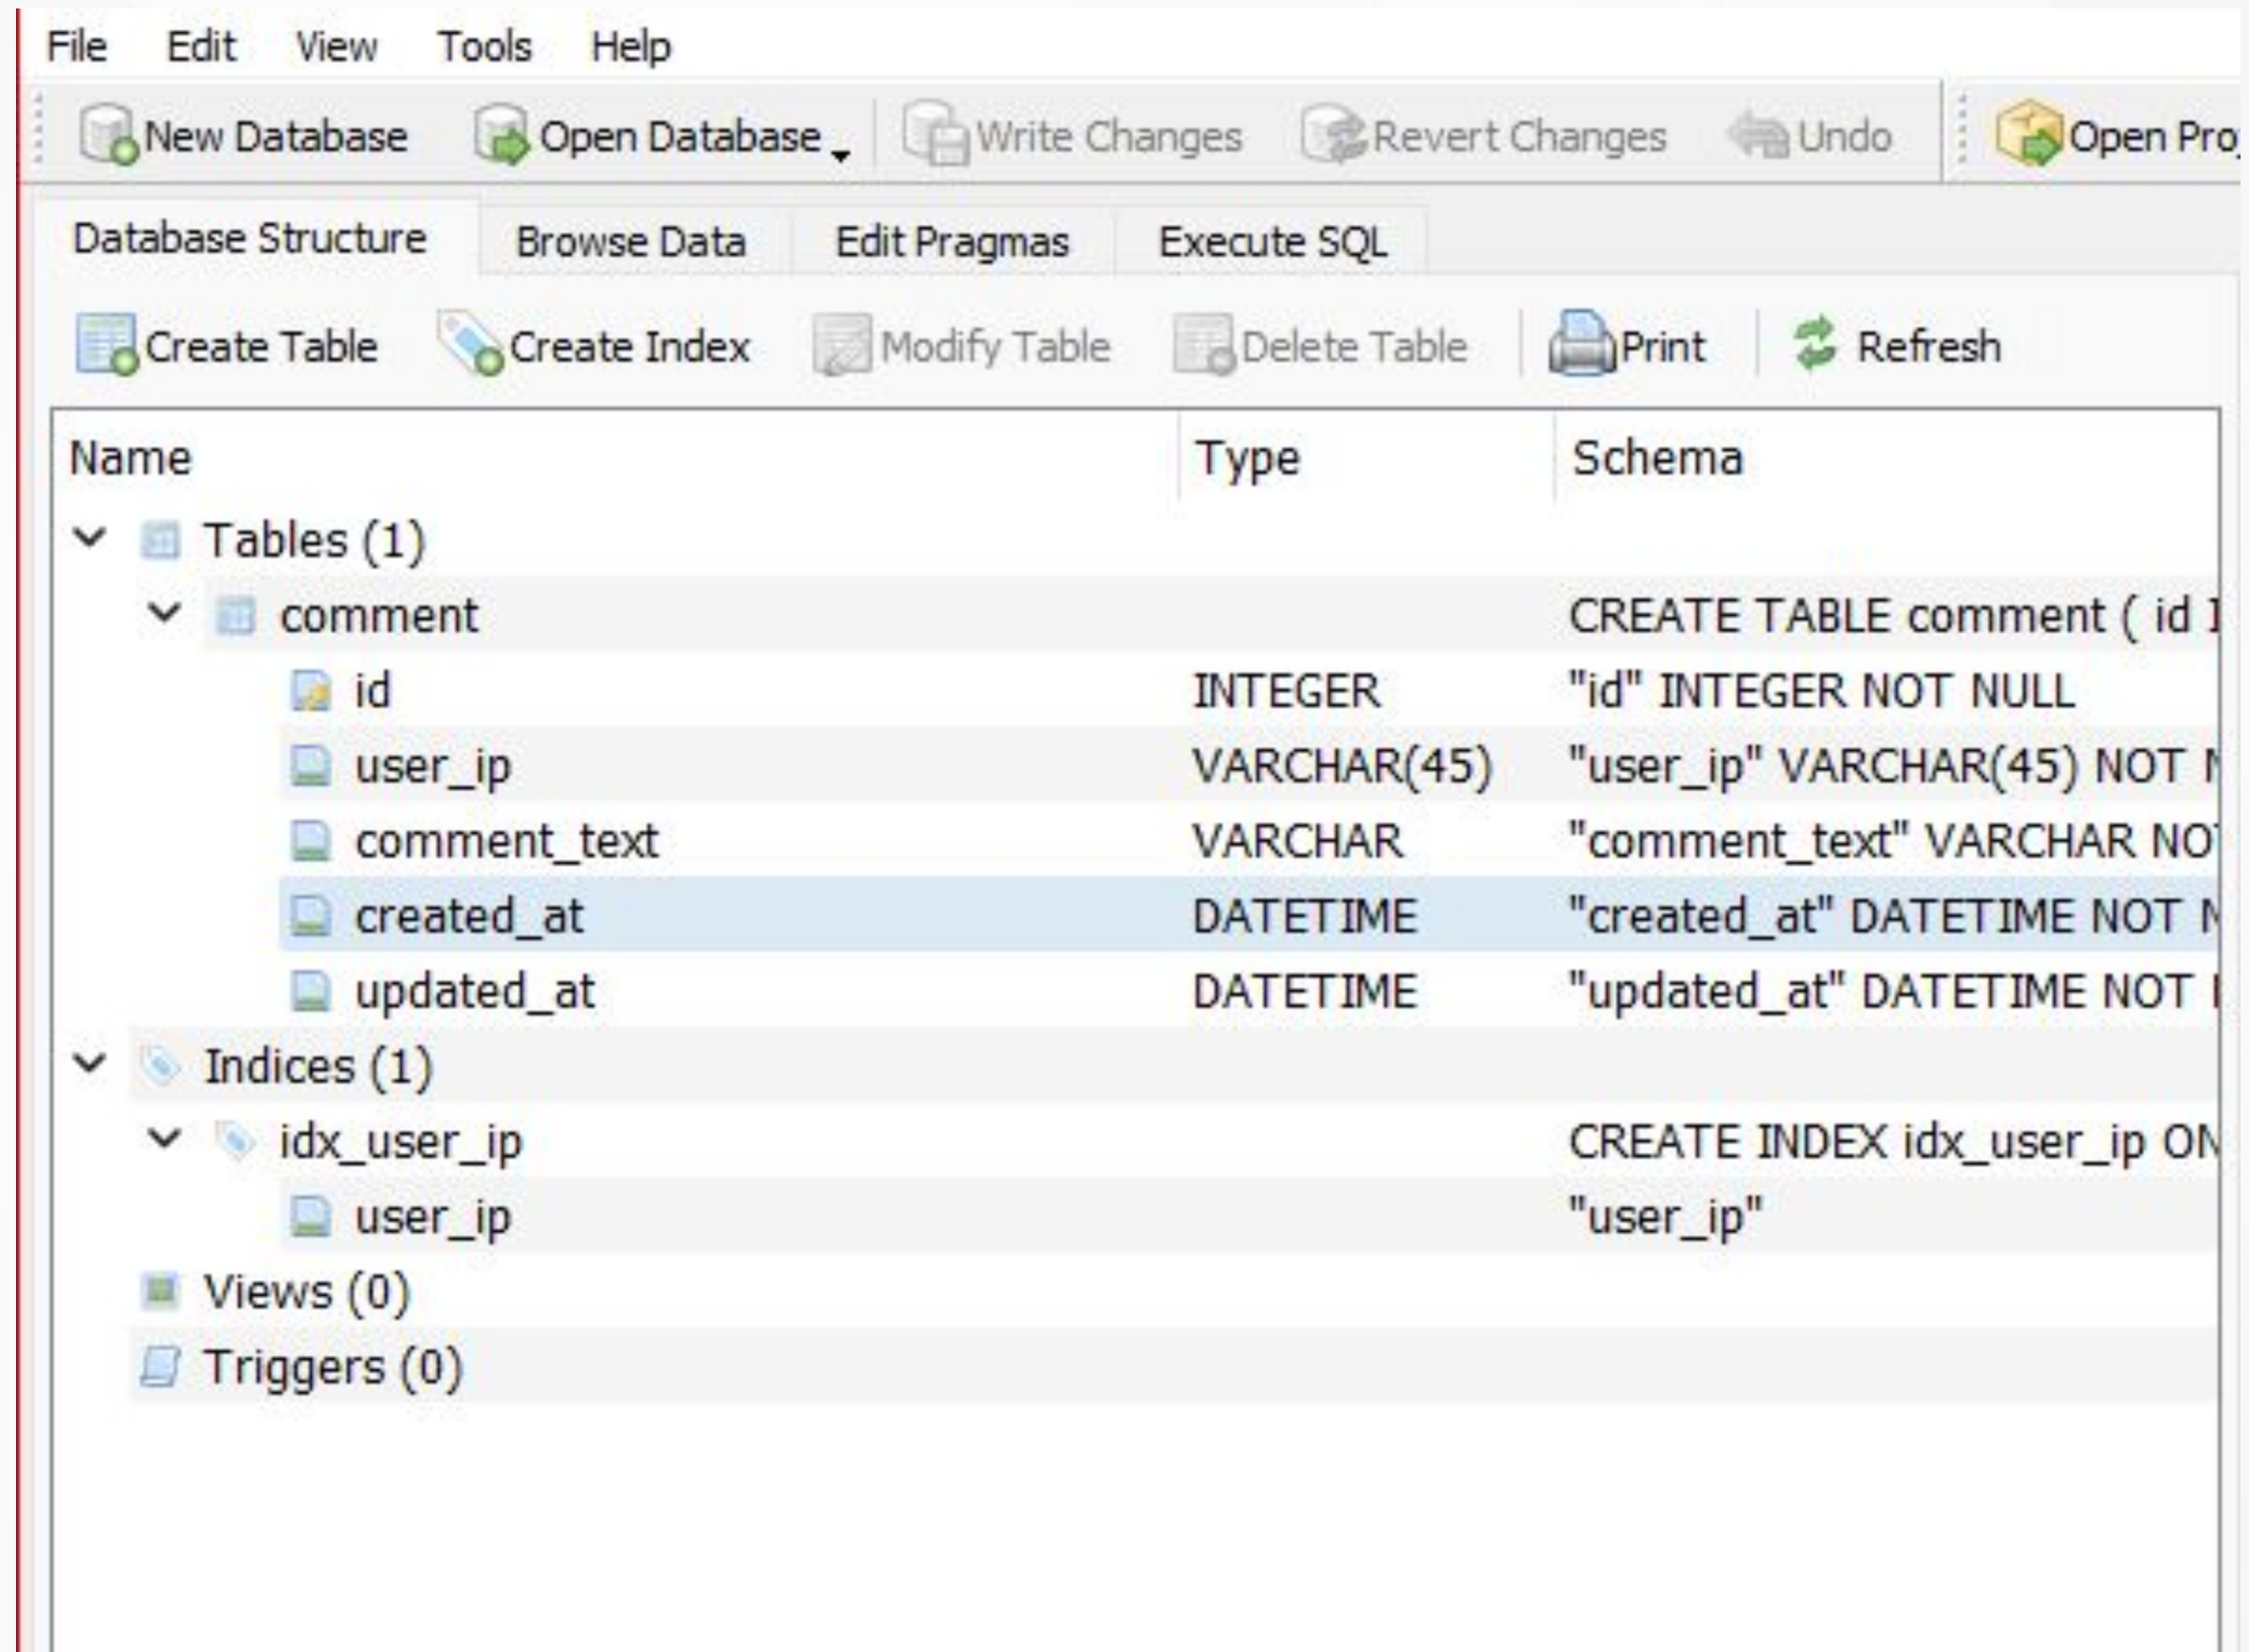 File Edit View Tools Help
New Database Open Database Write Changes Revert Changes Undo Open Pro
Database Structure Browse Data Edit Pragmas Execute SQL
Create Table Create Index Modify Table Delete Table Print Refresh
Name Type Schema
Tables (1)
comment CREATE TABLE comment ( id I
id INTEGER "id" INTEGER NOT NULL
user_ip VARCHAR(45) "user_ip" VARCHAR(45) NOT N
comment_text VARCHAR "comment_text" VARCHAR NO
created_at DATETIME "created_at" DATETIME NOT N
updated_at DATETIME "updated_at" DATETIME NOT
Indices (1)
idx_user_ip CREATE INDEX idx_user_ip ON
user_ip "user_ip"
Views (0)
Triggers (0)